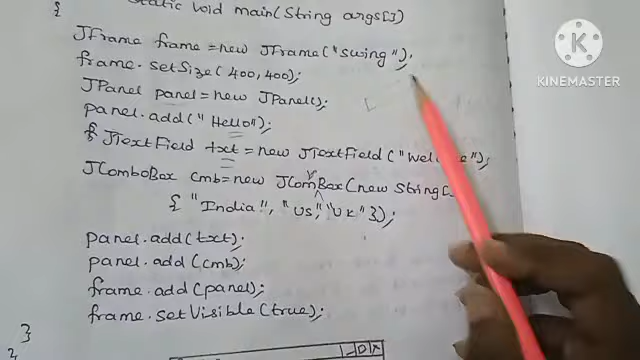 { static void main(String args[])
JFrame frame=new JFrame("Swing");
frame.setSize(400,400);
JPanel panel=new JPanel();
panel.add("Hello");
JTextField txt=new JTextField("Welcome");
JComboBox cmb=new JComBox(new String[
{"India", "US", "UK"});
panel.add(txt);
panel.add(cmb);
frame.add(panel);
frame.setVisible(true);
}
KINEMASTER